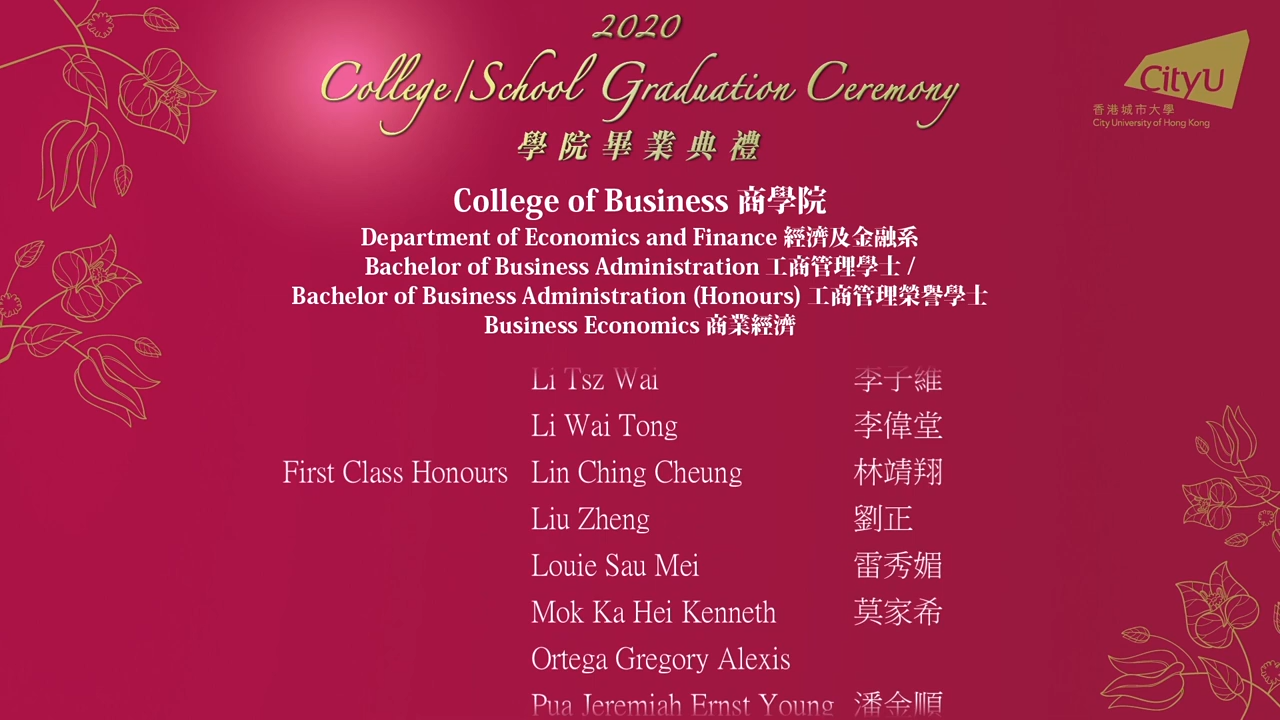 2020
College/School Graduation Ceremony
學院畢業典禮
CityU
香港城市大學
City University of Hong Kong
College of Business 商學院
Department of Economics and Finance 經濟及金融系
Bachelor of Business Administration 工商管理學士 /
Bachelor of Business Administration (Honours) 工商管理榮譽學士
Business Economics 商業經濟
Li Tsz Wai 李子維
Li Wai Tong 李偉堂
First Class Honours Lin Ching Cheung 林靖翔
Liu Zheng 劉正
Louie Sau Mei 雷秀媚
Mok Ka Hei Kenneth 莫家希
Ortega Gregory Alexis
Pua Jeremiah Ernst Young 潘金順